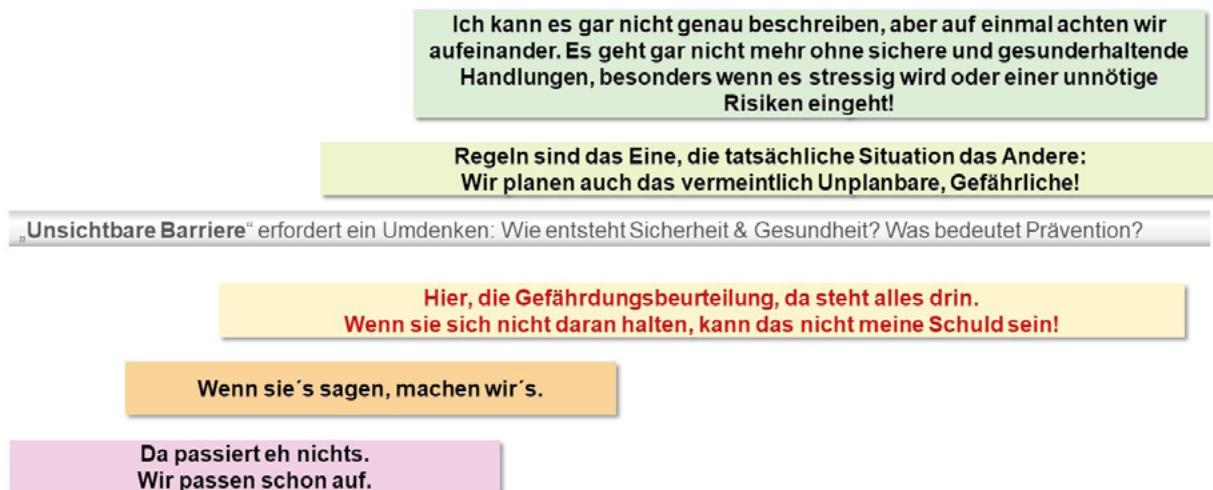 Ich kann es gar nicht genau beschreiben, aber auf einmal achten wir
aufeinander. Es geht gar nicht mehr ohne sichere und gesunderhaltende
Handlungen, besonders wenn es stressig wird oder einer unnötige
Risiken eingeht!
Regeln sind das Eine, die tatsächliche Situation das Andere:
Wir planen auch das vermeintlich Unplanbare, Gefährliche!
„Unsichtbare Barriere“ erfordert ein Umdenken: Wie entsteht Sicherheit & Gesundheit? Was bedeutet Prävention?
Hier, die Gefährdungsbeurteilung, da steht alles drin.
Wenn sie sich nicht daran halten, kann das nicht meine Schuld sein!
Wenn sie´s sagen, machen wir´s.
Da passiert eh nichts.
Wir passen schon auf.